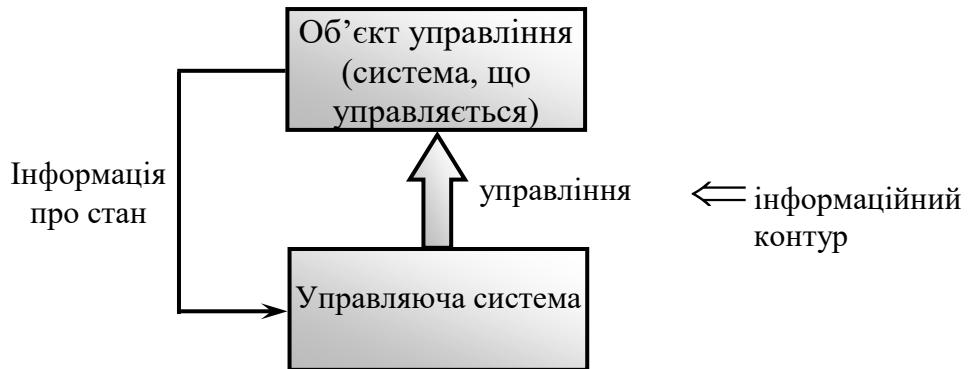 Об’єкт управління
(система, що
управляється)
Інформація
про стан
управління
інформаційний
контур
Управляюча система